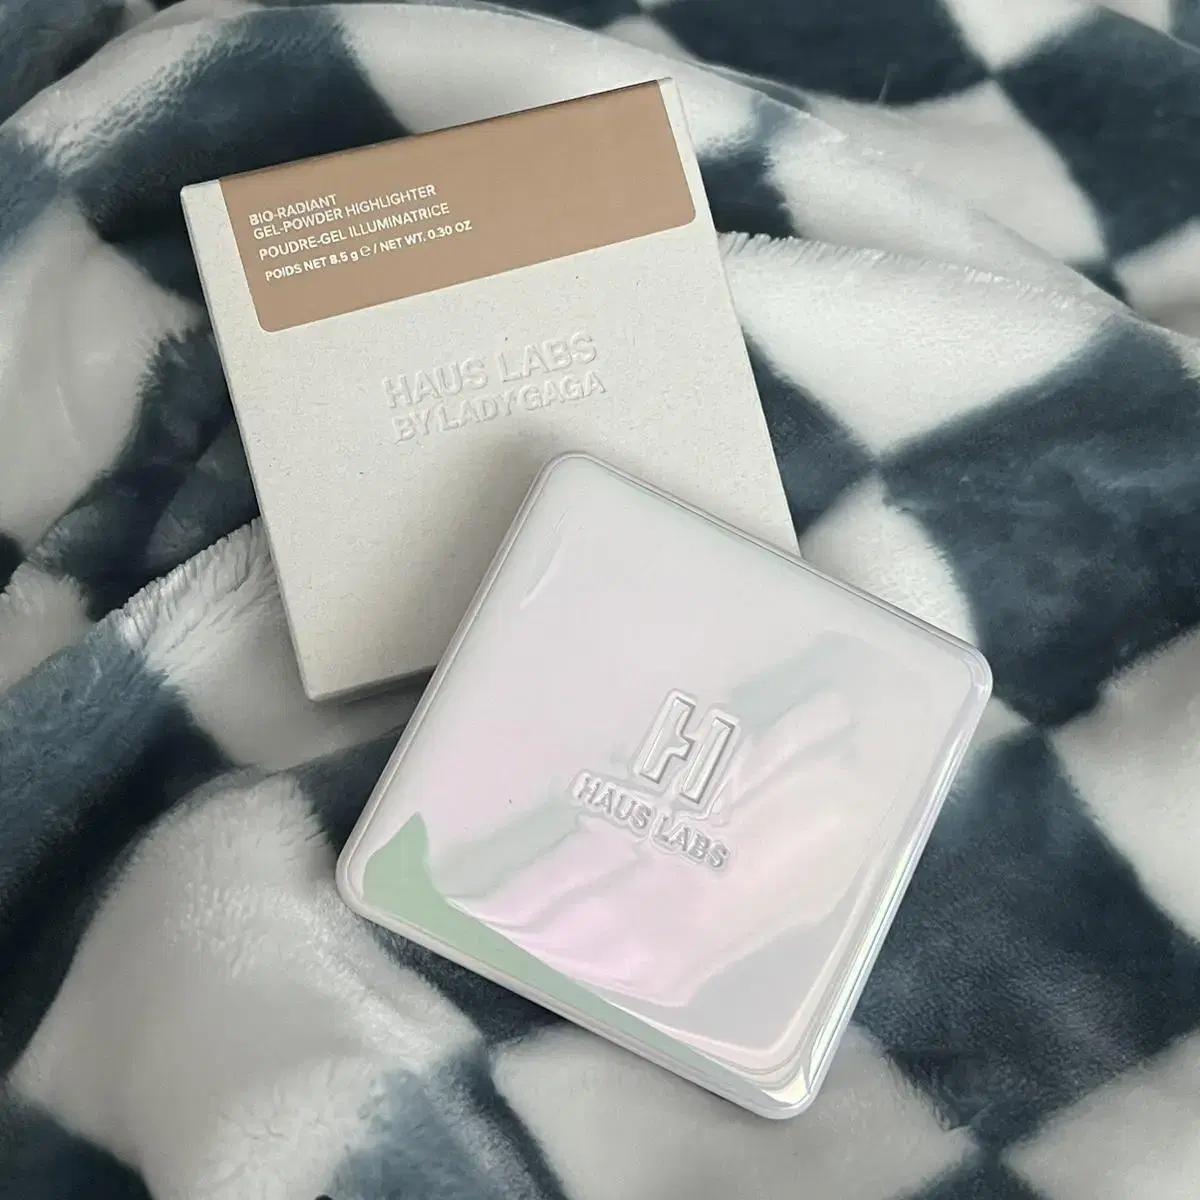 BIO-RADIANT
GEL-POWDER HIGHLIGHTER
POUDRE-GEL ILLUMINATRICE
POIDS NET 8.5 g ℮ / NET WT. 0.30 OZ
HAUS LABS
BY LADY GAGA
H
HAUS LABS